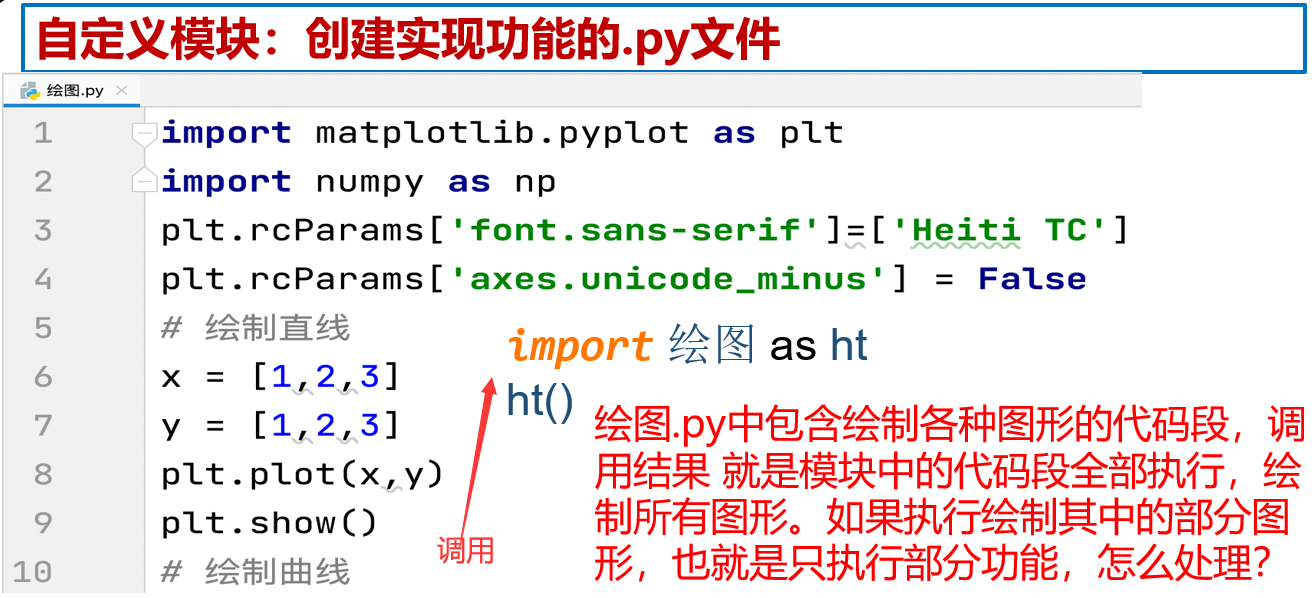 自定义模块：创建实现功能的.py文件
绘图.py
1 import matplotlib.pyplot as plt
2 import numpy as np
3 plt.rcParams['font.sans-serif']=['Heiti TC']
4 plt.rcParams['axes.unicode_minus'] = False
5 # 绘制直线
6 x = [1,2,3]
7 y = [1,2,3]
8 plt.plot(x,y)
9 plt.show()
10 # 绘制曲线
import 绘图 as ht
ht()
调用
绘图.py中包含绘制各种图形的代码段，调
用结果 就是模块中的代码段全部执行，绘
制所有图形。如果执行绘制其中的部分图
形，也就是只执行部分功能，怎么处理？